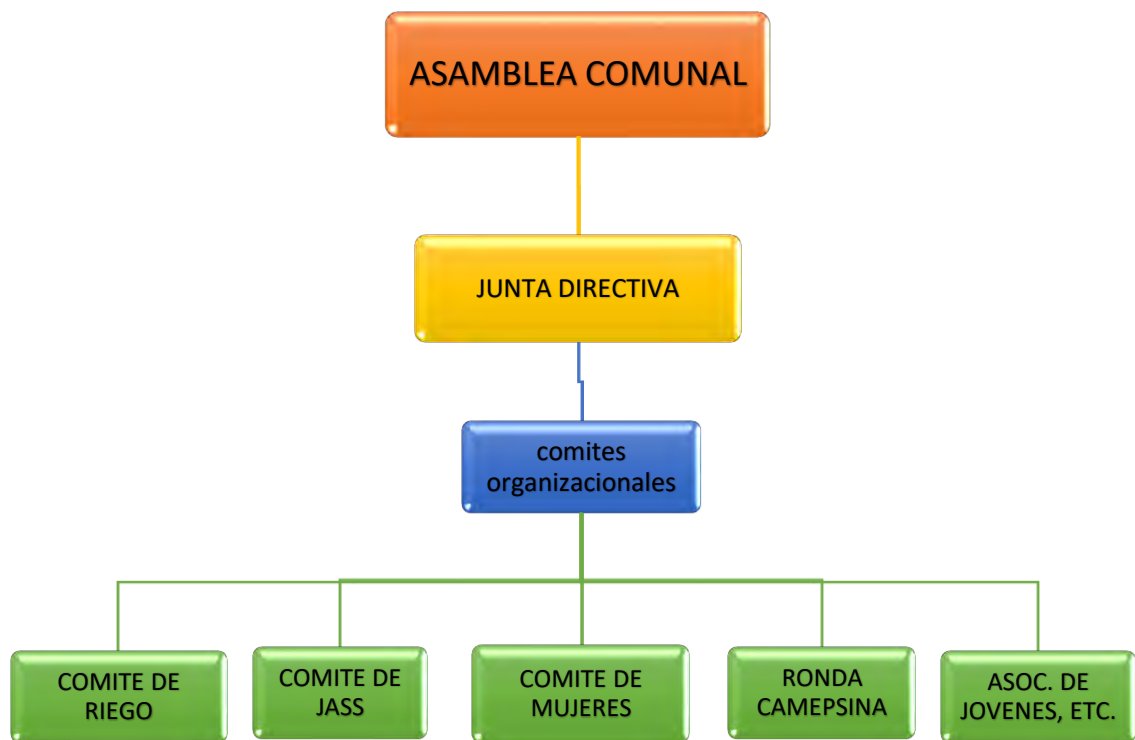 ASAMBLEA COMUNAL
JUNTA DIRECTIVA
comites
organizacionales
COMITE DE
RIEGO
COMITE DE
JASS
COMITE DE
MUJERES
RONDA
CAMEPSINA
ASOC. DE
JOVENES, ETC.